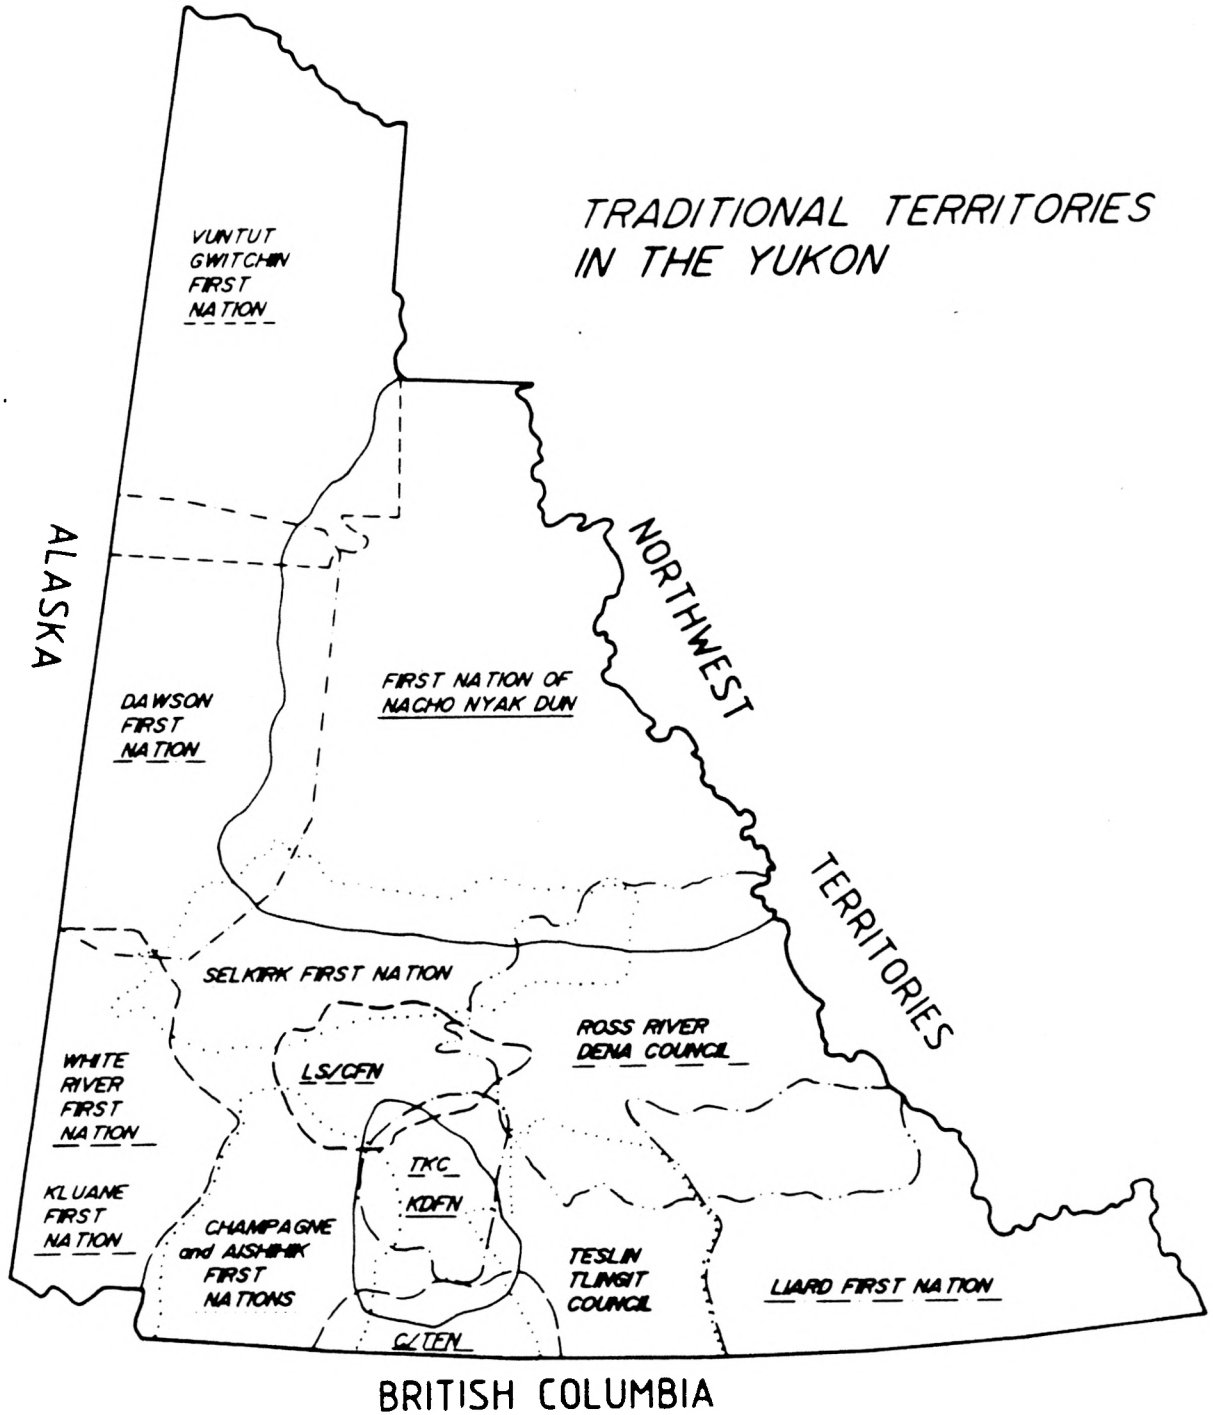 TRADITIONAL TERRITORIES
IN THE YUKON
VUNTUT
GWITCHIN
FIRST
NATION
ALASKA
NORTHWEST
TERRITORIES
DAWSON
FIRST
NATION
FIRST NATION OF
NACHO NYAK DUN
SELKIRK FIRST NATION
ROSS RIVER
DENA COUNCIL
WHITE
RIVER
FIRST
NATION
LS/CFN
TKC
KDFN
KLUANE
FIRST
NATION
CHAMPAGNE
and AISHIHIK
FIRST
NATIONS
TESLIN
TLINGIT
COUNCIL
LIARD FIRST NATION
C/TFN
BRITISH COLUMBIA